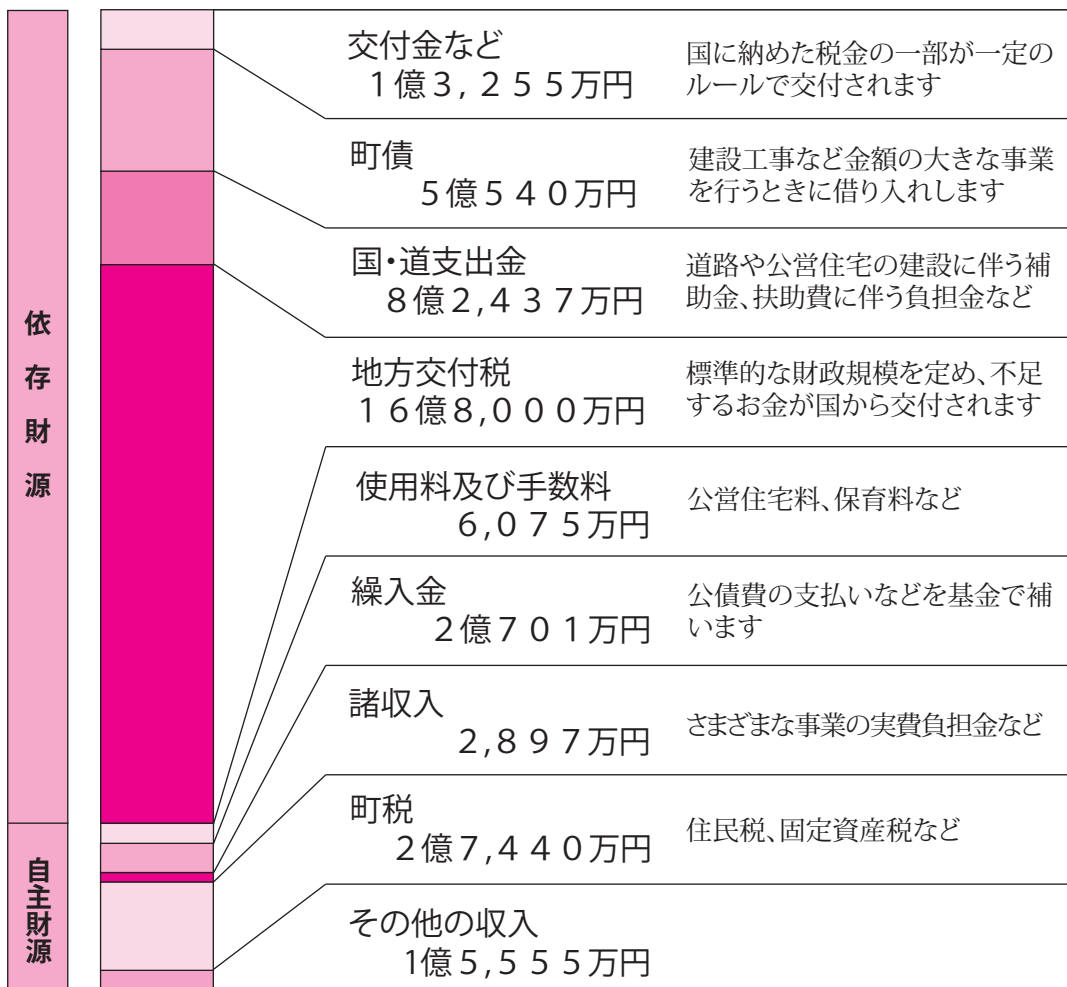 依存財源
自主財源
交付金など
1億3,255万円
国に納めた税金の一部が一定の
ルールで交付されます
町債
5億540万円
建設工事など金額の大きな事業
を行うときに借り入れします
国・道支出金
8億2,437万円
道路や公営住宅の建設に伴う補
助金、扶助費に伴う負担金など
地方交付税
16億8,000万円
標準的な財政規模を定め、不足
するお金が国から交付されます
使用料及び手数料
6,075万円
公営住宅料、保育料など
繰入金
2億701万円
公債費の支払いなどを基金で補
います
諸収入
2,897万円
さまざまな事業の実費負担金など
町税
2億7,440万円
住民税、固定資産税など
その他の収入
1億5,555万円